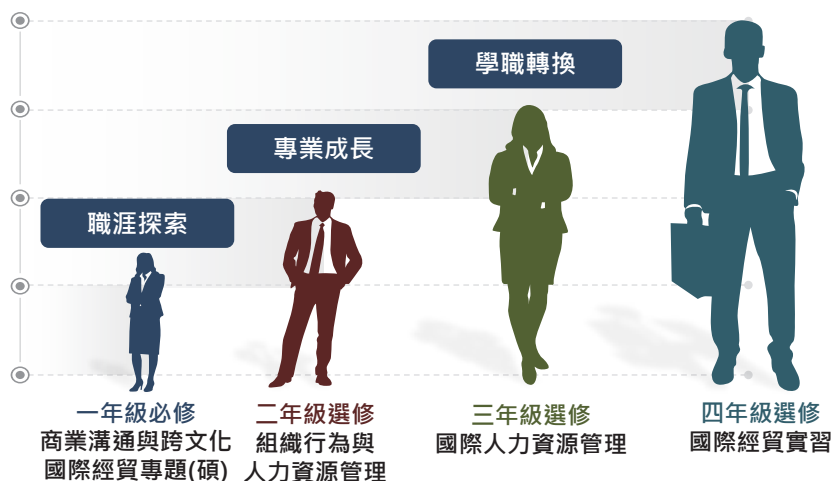 學職轉換
專業成長
職涯探索
一年級必修
商業溝通與跨文化
國際經貿專題(碩)
二年級選修
組織行為與
人力資源管理
三年級選修
國際人力資源管理
四年級選修
國際經貿實習